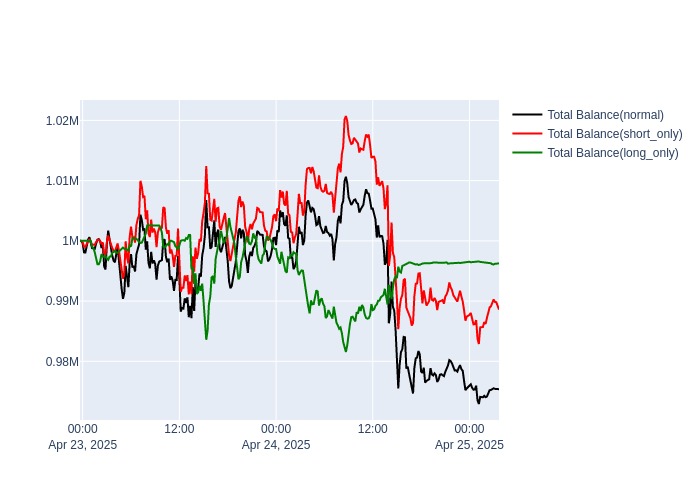 1.02M
1.01M
1M
0.99M
0.98M
00:00
Apr 23, 2025
12:00
00:00
Apr 24, 2025
12:00
00:00
Apr 25, 2025
Total Balance(normal)
Total Balance(short_only)
Total Balance(long_only)